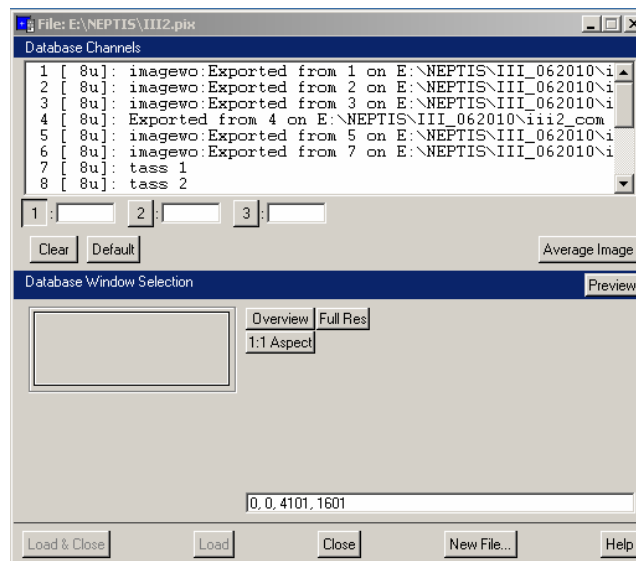 File: E:\NEPTIS\III2.pix
Database Channels
1 [ 8u]: imagewo:Exported from 1 on E:\NEPTIS\III_062010\i
2 [ 8u]: imagewo:Exported from 2 on E:\NEPTIS\III_062010\i
3 [ 8u]: imagewo:Exported from 3 on E:\NEPTIS\III_062010\i
4 [ 8u]: Exported from 4 on E:\NEPTIS\III_062010\iii2_com
5 [ 8u]: imagewo:Exported from 5 on E:\NEPTIS\III_062010\i
6 [ 8u]: imagewo:Exported from 7 on E:\NEPTIS\III_062010\i
7 [ 8u]: tass 1
8 [ 8u]: tass 2
1 : 2 : 3 :
Clear Default Average Image
Database Window Selection Preview
Overview Full Res
1:1 Aspect
0, 0, 4101, 1601
Load & Close Load Close New File... Help